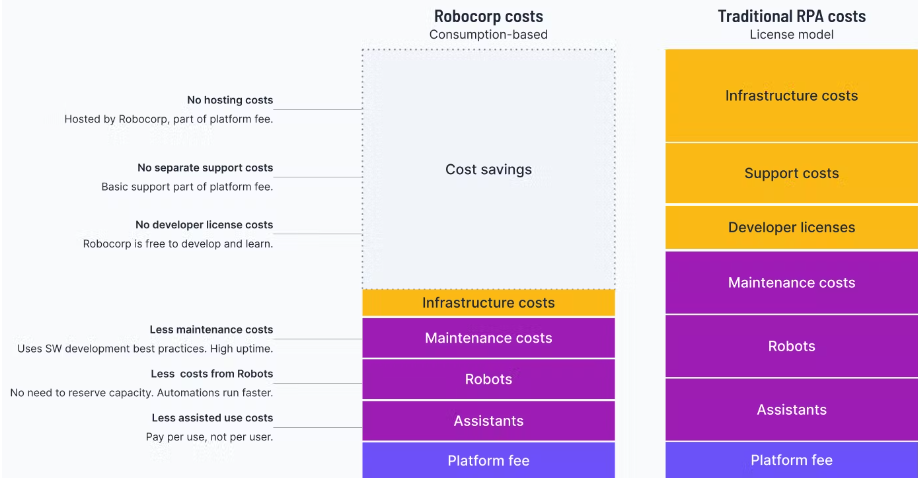 Robocorp costs
Consumption-based
Traditional RPA costs
License model
No hosting costs
Hosted by Robocorp, part of platform fee.
No separate support costs
Basic support part of platform fee.
No developer license costs
Robocorp is free to develop and learn.
Less maintenance costs
Uses SW development best practices. High uptime.
Less costs from Robots
No need to reserve capacity. Automations run faster.
Less assisted use costs
Pay per use, not per user.
Cost savings
Infrastructure costs
Maintenance costs
Robots
Assistants
Platform fee
Infrastructure costs
Support costs
Developer licenses
Maintenance costs
Robots
Assistants
Platform fee